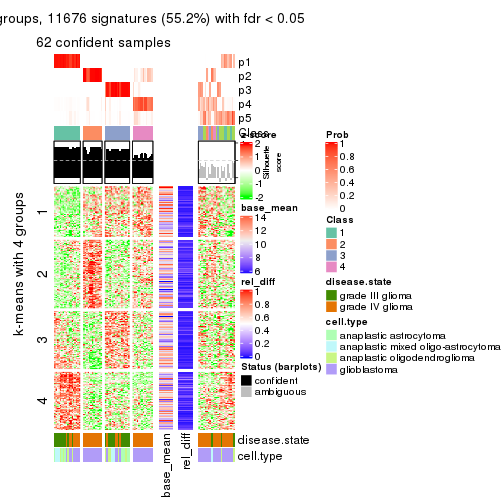 groups, 11676 signatures (55.2%) with fdr < 0.05
62 confident samples
p1
p2
p3
p4
p5
Class
Silhouette
score
k-means with 4 groups
1
2
3
4
base_mean
rel_diff
disease.state
cell.type
z-score
2
1
0
-1
-2
base_mean
14
12
10
8
6
rel_diff
1
0.8
0.6
0.4
0.2
0
Status (barplots)
confident
ambiguous
Prob
1
0.8
0.6
0.4
0.2
0
Class
1
2
3
4
disease.state
grade III glioma
grade IV glioma
cell.type
anaplastic astrocytoma
anaplastic mixed oligo-astrocytoma
anaplastic oligodendroglioma
glioblastoma